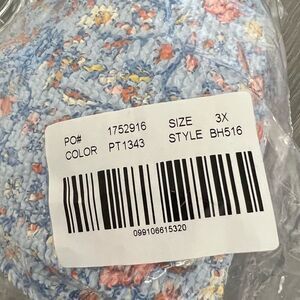 PO# 1752916 SIZE 3X
COLOR PT1343 STYLE BH516
099106615320